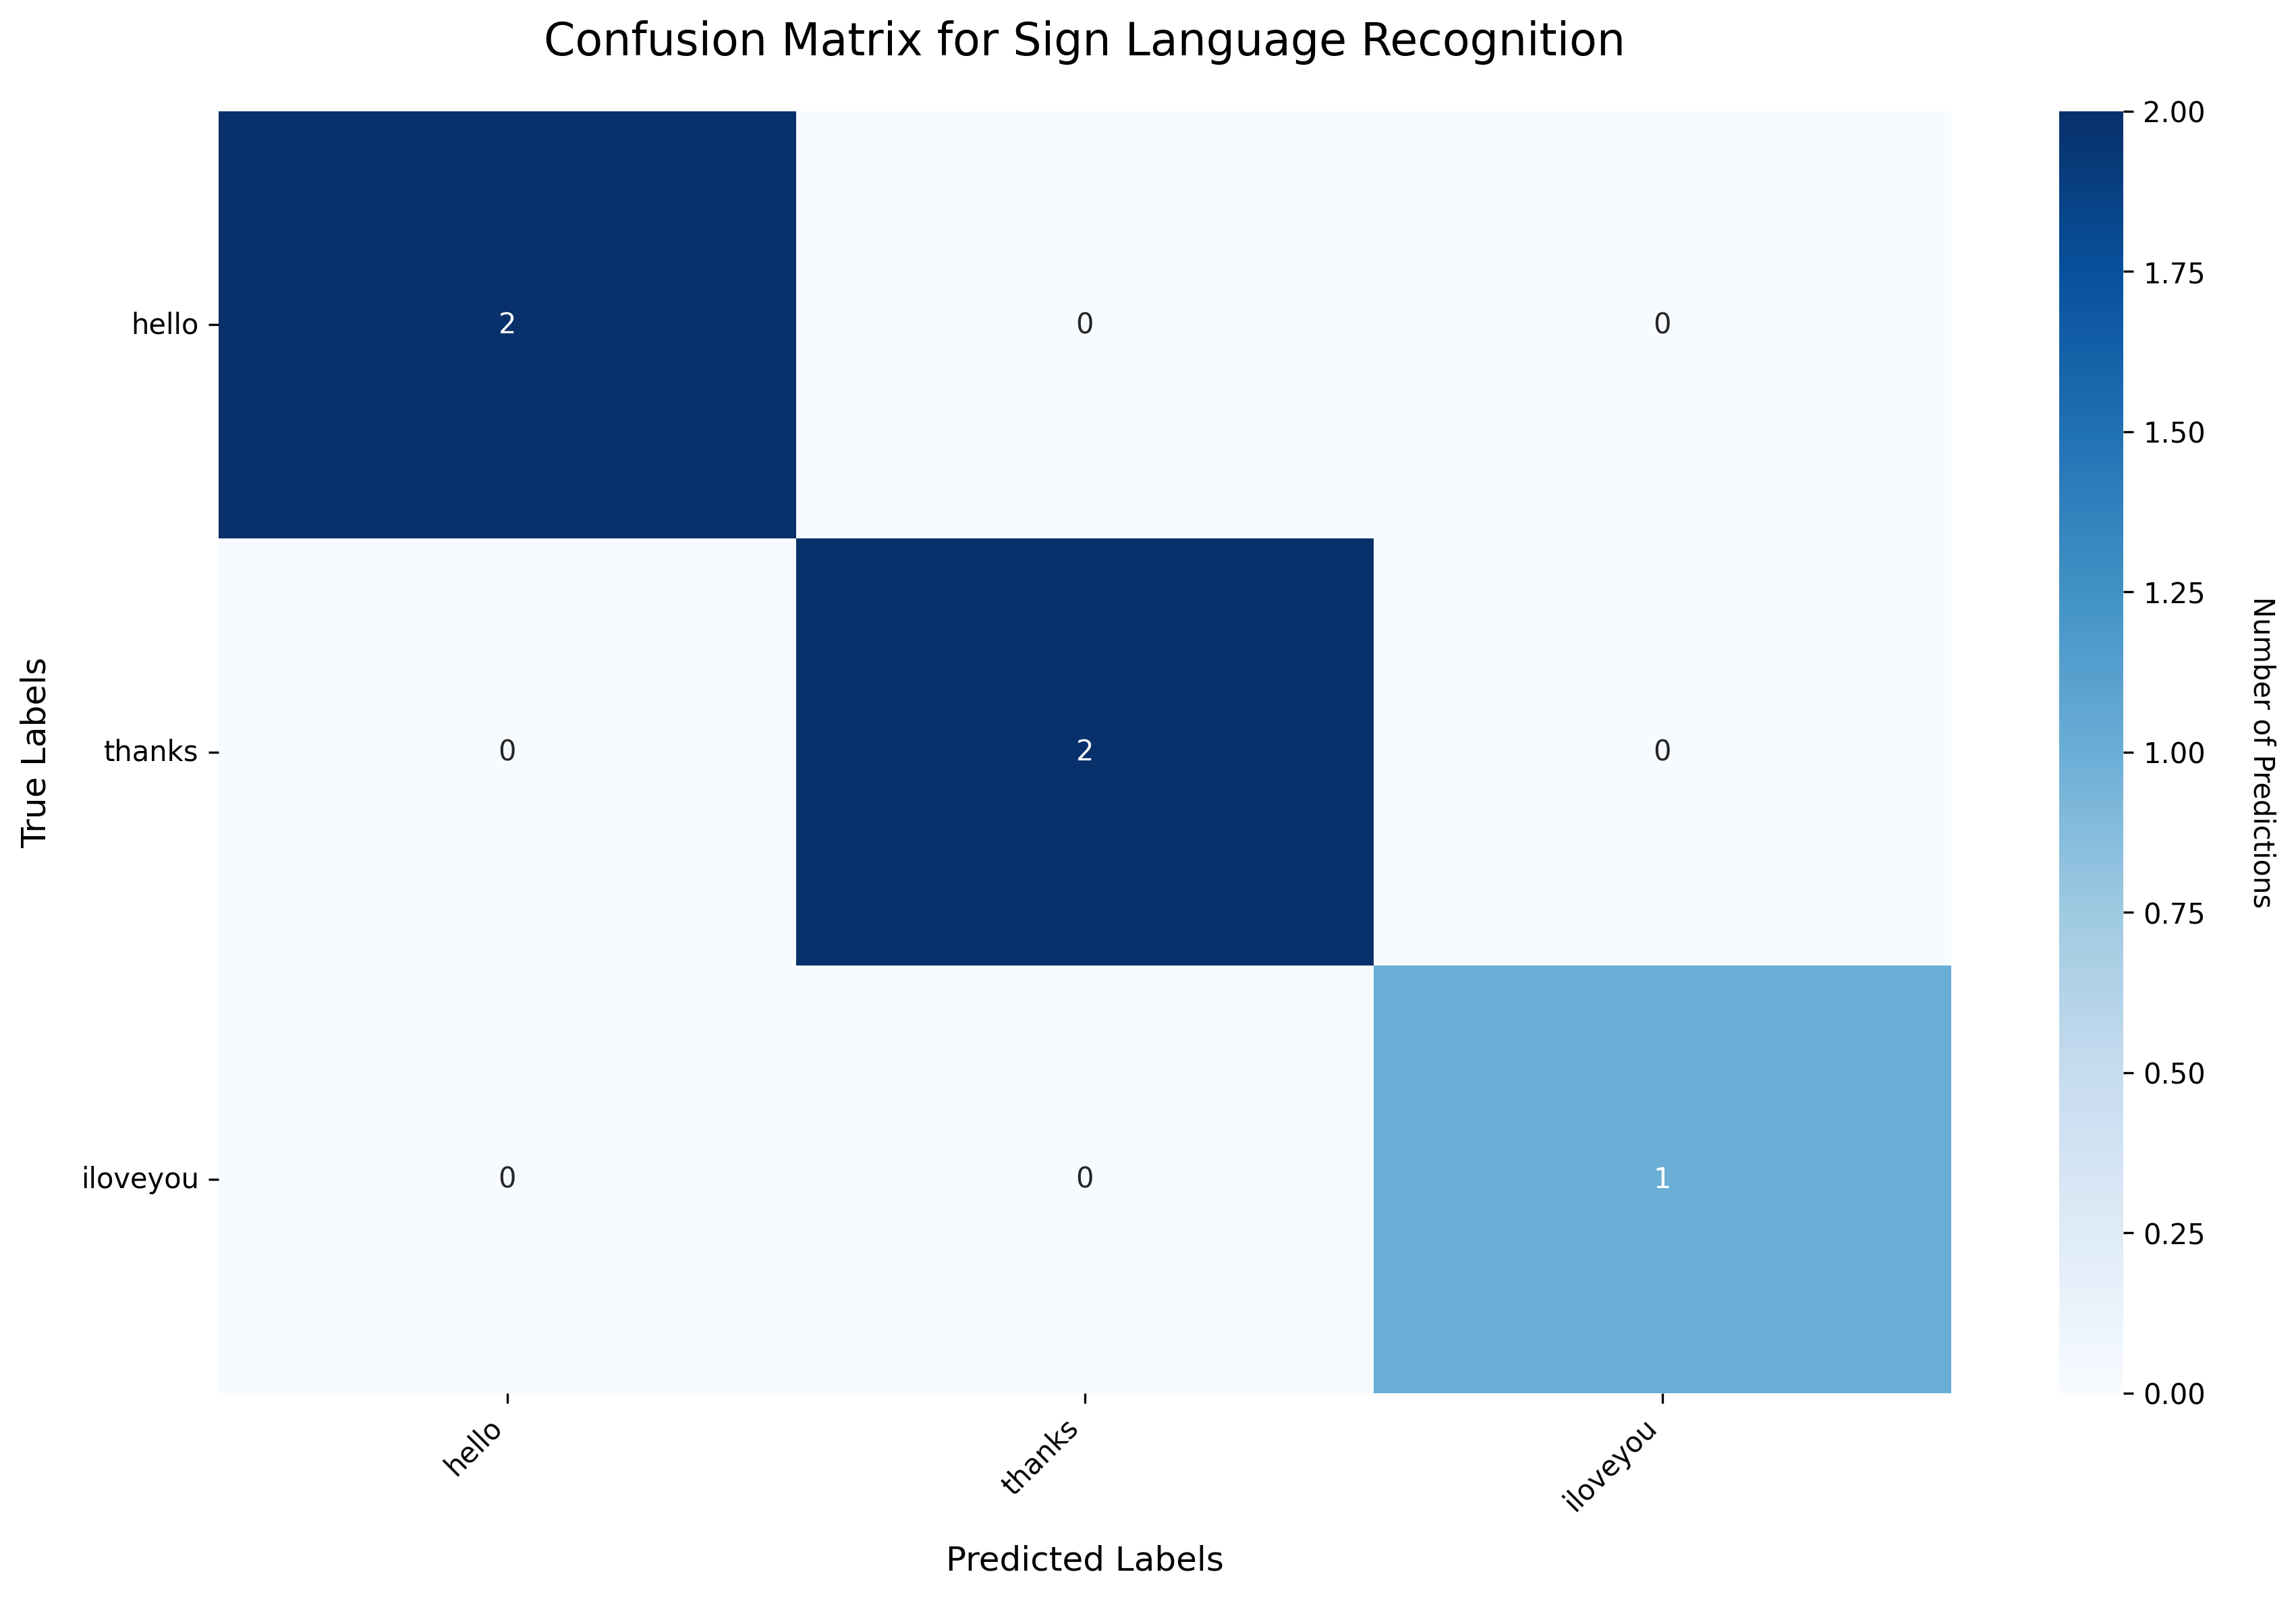 Confusion Matrix for Sign Language Recognition
True Labels
hello
2
0
0
thanks
0
2
0
iloveyou
0
0
1
hello
thanks
iloveyou
Predicted Labels
2.00
1.75
1.50
1.25
1.00
0.75
0.50
0.25
0.00
Number of Predictions